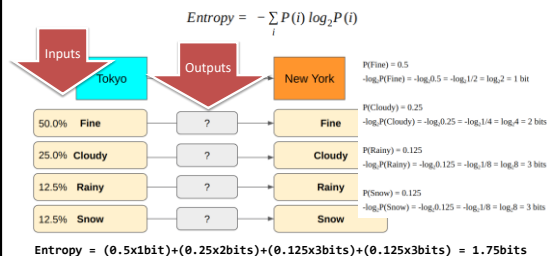 Entropy = - ∑ P(i) log₂P(i)
i
Inputs
Outputs
Tokyo
New York
50.0% Fine
?
Fine
25.0% Cloudy
?
Cloudy
12.5% Rainy
?
Rainy
12.5% Snow
?
Snow
P(Fine) = 0.5
-log₂P(Fine) = -log₂0.5 = -log₂1/2 = log₂2 = 1 bit
P(Cloudy) = 0.25
-log₂P(Cloudy) = -log₂0.25 = -log₂1/4 = log₂4 = 2 bits
P(Rainy) = 0.125
-log₂P(Rainy) = -log₂0.125 = -log₂1/8 = log₂8 = 3 bits
P(Snow) = 0.125
-log₂P(Snow) = -log₂0.125 = -log₂1/8 = log₂8 = 3 bits
Entropy = (0.5x1bit)+(0.25x2bits)+(0.125x3bits)+(0.125x3bits) = 1.75bits